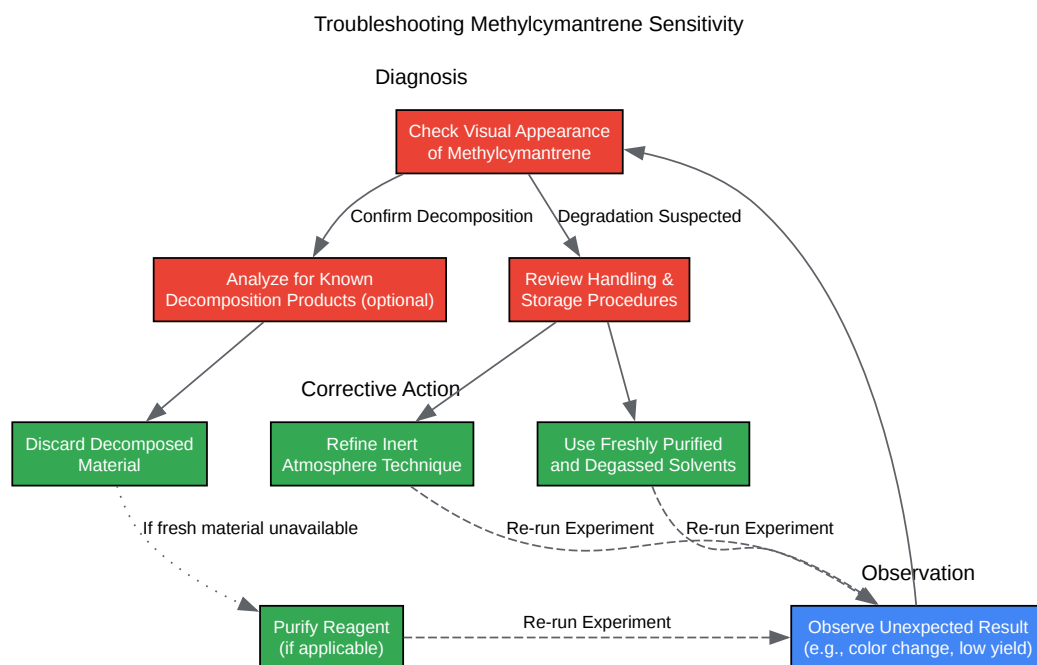 Troubleshooting Methylcymantrene Sensitivity
Diagnosis
Check Visual Appearance
of Methylcymantrene
Confirm Decomposition
Degradation Suspected
Analyze for Known
Decomposition Products (optional)
Review Handling &
Storage Procedures
Corrective Action
Discard Decomposed
Material
Refine Inert
Atmosphere Technique
Use Freshly Purified
and Degassed Solvents
If fresh material unavailable
Re-run Experiment
Re-run Experiment
Observation
Purify Reagent
(if applicable)
Re-run Experiment
Observe Unexpected Result
(e.g., color change, low yield)